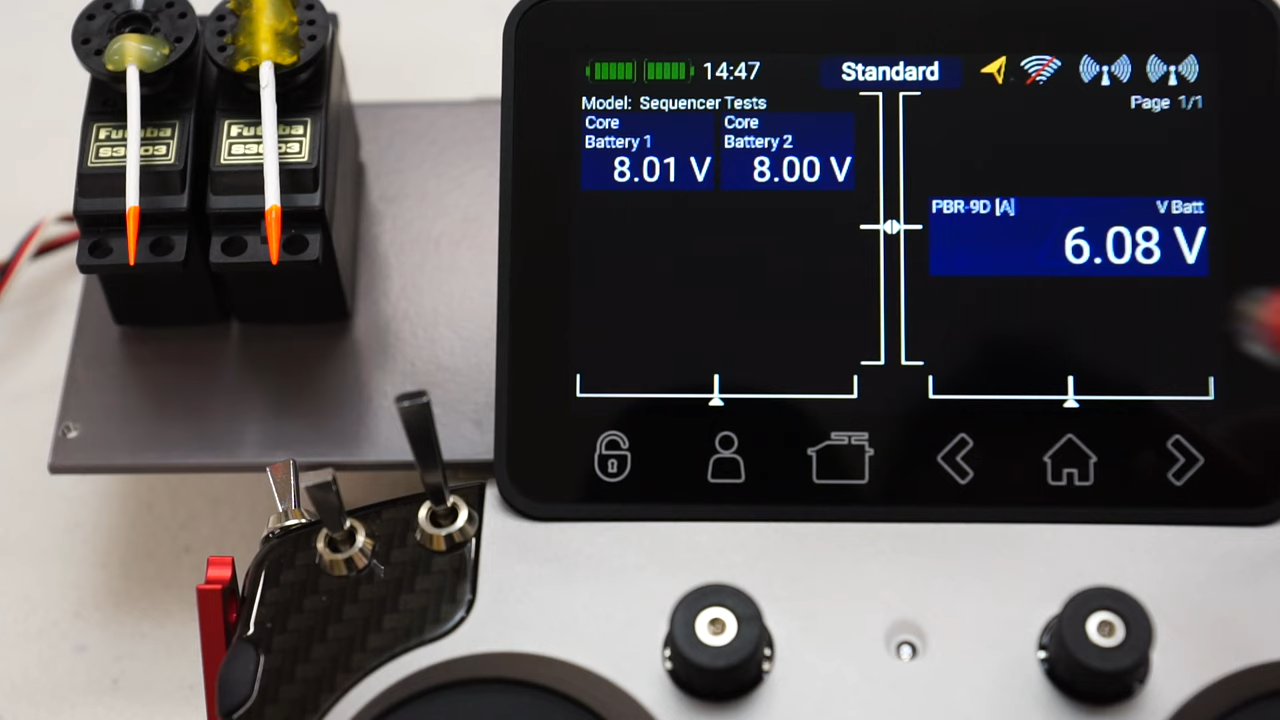 Futaba
S3003
Futaba
S3003
14:47
Standard
Model: Sequencer Tests
Page 1/1
Core
Battery 1
8.01 V
Core
Battery 2
8.00 V
PBR-9D [A]
V Batt
6.08 V